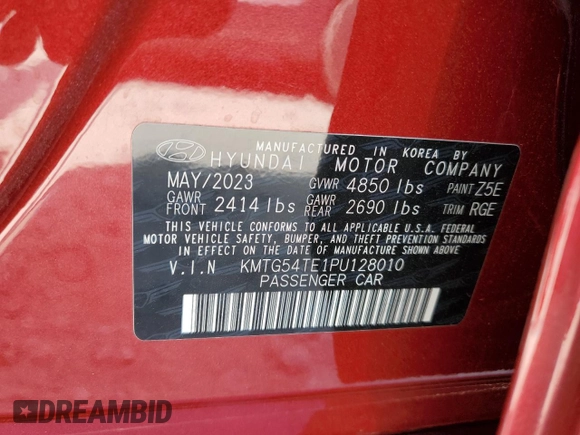 MANUFACTURED IN KOREA BY
HYUNDAI MOTOR COMPANY
MAY/2023 GVWR 4850 lbs PAINT Z5E
GAWR FRONT 2414 lbs GAWR REAR 2690 lbs TRIM RGE
THIS VEHICLE CONFORMS TO ALL APPLICABLE U.S.A. FEDERAL
MOTOR VEHICLE SAFETY, BUMPER, AND THEFT PREVENTION STANDARDS
IN EFFECT ON THE DATE OF MANUFACTURE SHOWN ABOVE
V.I.N KMTG54TE1PU128010
PASSENGER CAR
DREAMBID